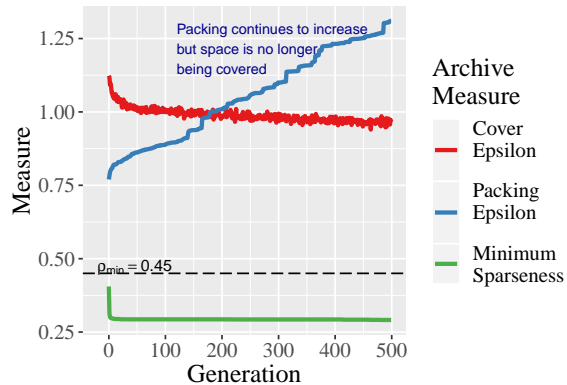 Packing continues to increase
but space is no longer
being covered
1.25
1.00
0.75
0.50
0.25
Measure
ρmin = 0.45
0 100 200 300 400 500
Generation
Archive
Measure
Cover
Epsilon
Packing
Epsilon
Minimum
Sparseness